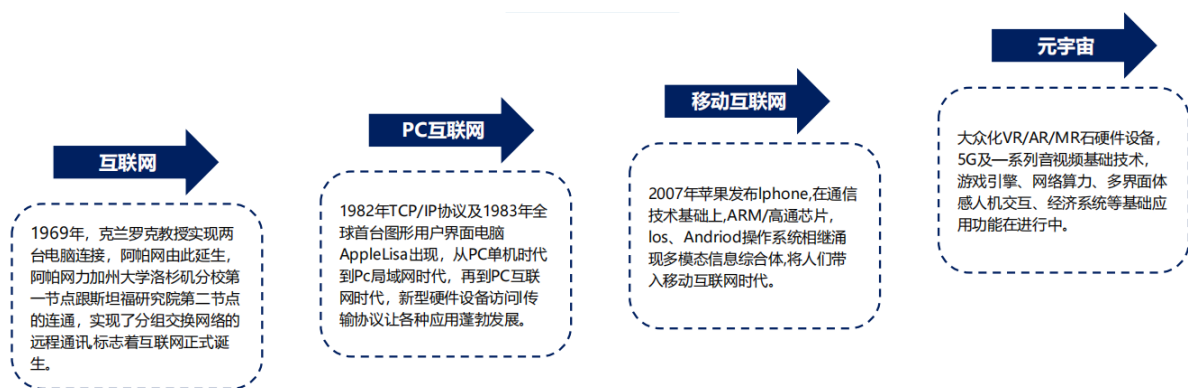 互联网
1969年，克兰罗克教授实现两
台电脑连接，阿帕网由此延生，
阿帕网力加州大学洛杉矶分校第
一节点跟斯坦福研究院第二节点
的连通，实现了分组交换网络的
远程通讯,标志着互联网正式诞
生。
PC互联网
1982年TCP/IP协议及1983年全
球首台图形用户界面电脑
AppleLisa出现，从PC单机时代
到Pc局域网时代，再到PC互联
网时代，新型硬件设备访问l传
输协议让各种应用蓬勃发展。
移动互联网
2007年苹果发布lphone,在通信
技术基础上,ARM/高通芯片，
los、Andriod操作系统相继涌
现多模态信息综合体,将人们带
入移动互联网时代。
元宇宙
大众化VR/AR/MR石硬件设备，
5G及—系列音视频基础技术，
游戏引擎、网络算力、多界面体
感人机交互、经济系统等基础应
用功能在进行中。